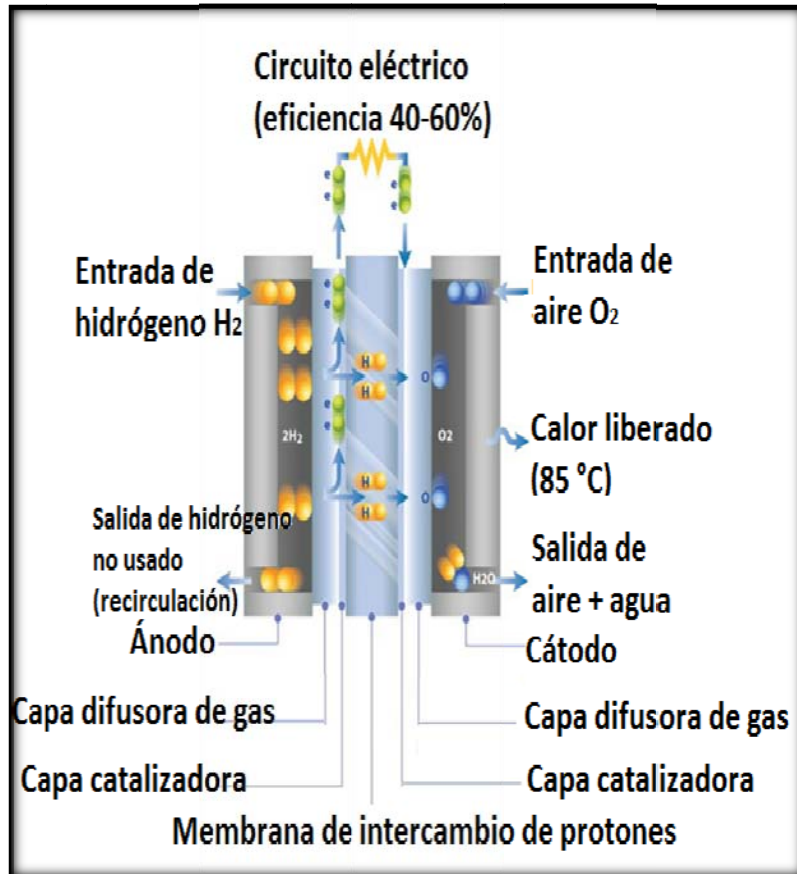 Circuito eléctrico
(eficiencia 40-60%)
e
e
e
e
Entrada de
hidrógeno H2
Entrada de
aire O2
e
e
H
H
O
e
e
2H2
O2
Calor liberado
(85 °C)
H
H
O
Salida de hidrógeno
no usado
(recirculación)
H2O
Salida de
aire + agua
Ánodo
Cátodo
Capa difusora de gas
Capa difusora de gas
Capa catalizadora
Capa catalizadora
Membrana de intercambio de protones